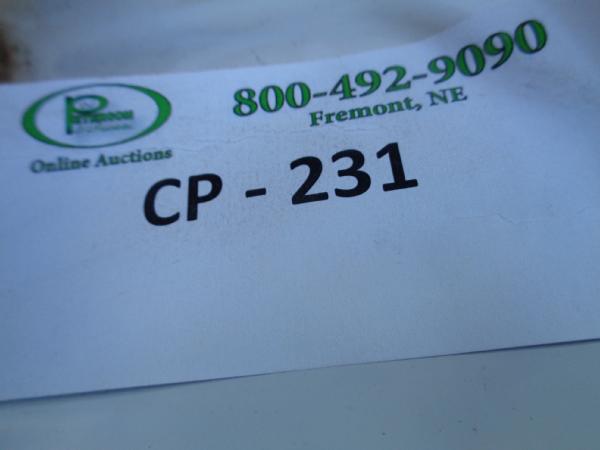 800-492-9090
Fremont, NE
Online Auctions
CP - 231